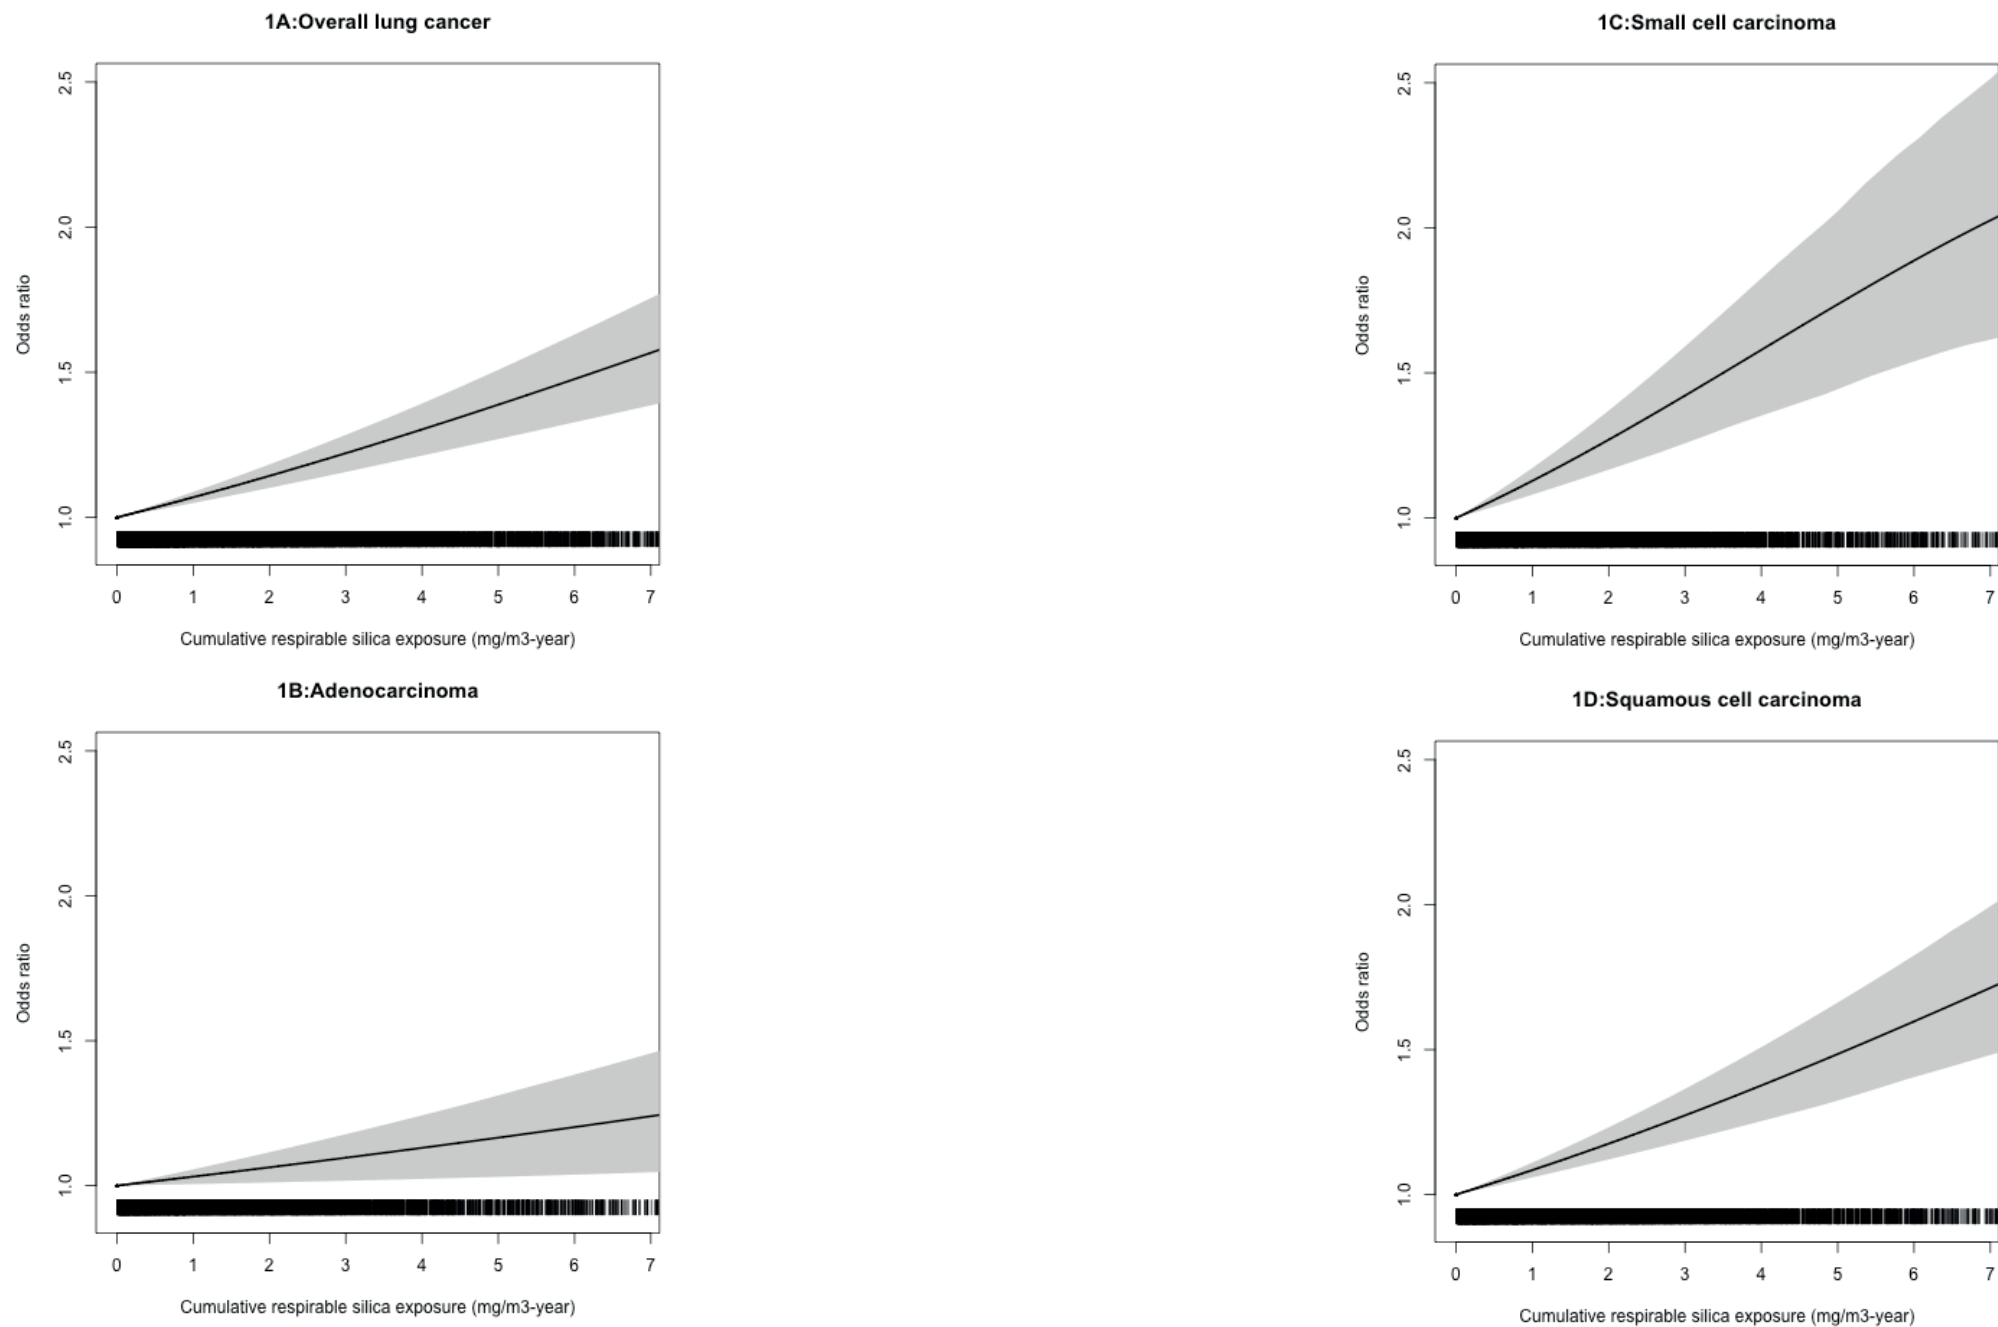 1A:Overall lung cancer
2.5
2.0
1.5
1.0
Odds ratio
0 1 2 3 4 5 6 7
Cumulative respirable silica exposure (mg/m3-year)
1C:Small cell carcinoma
2.5
2.0
1.5
1.0
Odds ratio
0 1 2 3 4 5 6 7
Cumulative respirable silica exposure (mg/m3-year)
1B:Adenocarcinoma
2.5
2.0
1.5
1.0
Odds ratio
0 1 2 3 4 5 6 7
Cumulative respirable silica exposure (mg/m3-year)
1D:Squamous cell carcinoma
2.5
2.0
1.5
1.0
Odds ratio
0 1 2 3 4 5 6 7
Cumulative respirable silica exposure (mg/m3-year)